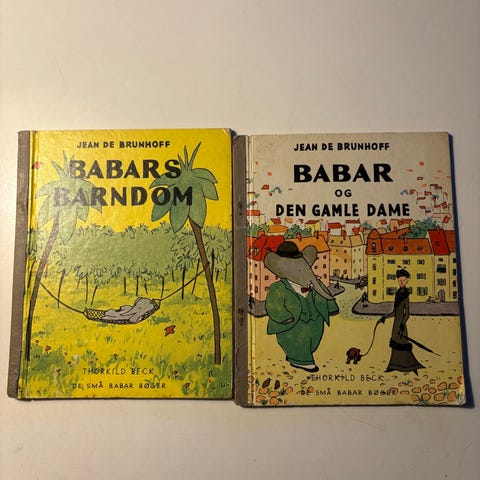 JEAN DE BRUNHOFF
BABARS
BARNDOM
THORKILD BECK
DE SMÅ BABAR BØGER
JEAN DE BRUNHOFF
BABAR
OG
DEN GAMLE DAME
THORKILD BECK
DE SMÅ BABAR BØGER